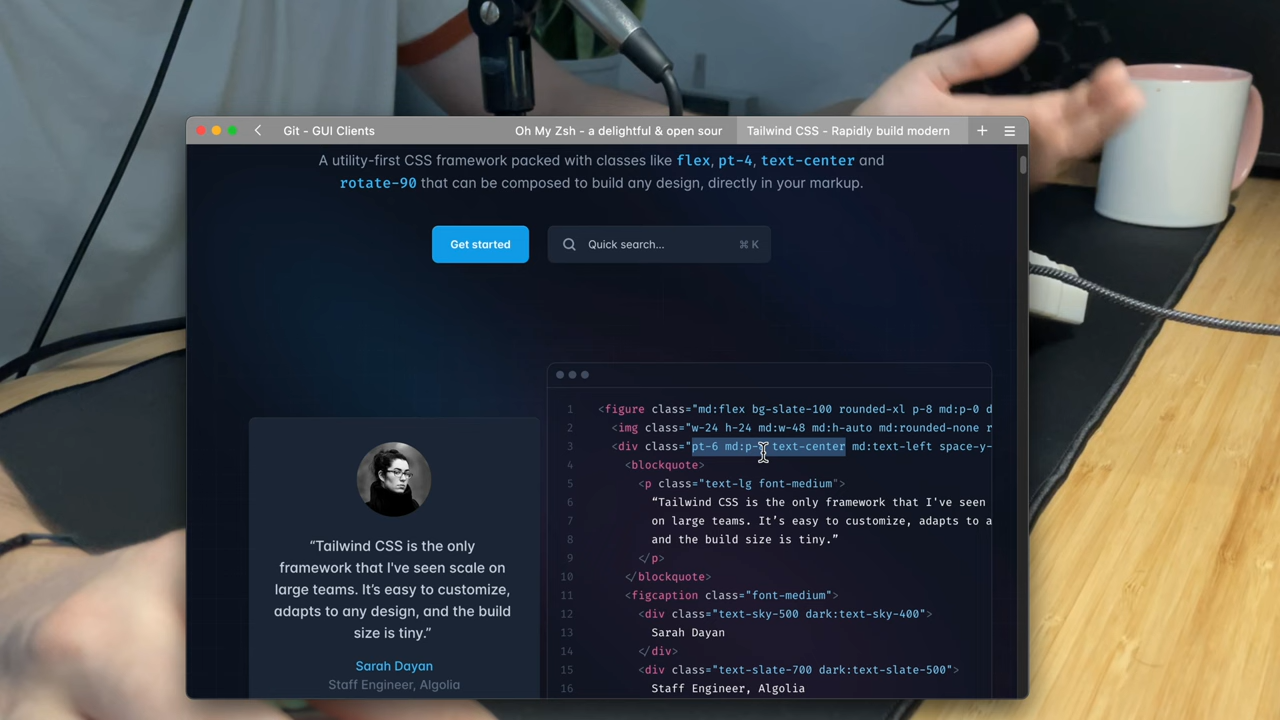 Git - GUI Clients
Oh My Zsh - a delightful & open sour
Tailwind CSS - Rapidly build modern
A utility-first CSS framework packed with classes like flex, pt-4, text-center and
rotate-90 that can be composed to build any design, directly in your markup.
Get started
Quick search...
⌘ K
“Tailwind CSS is the only
framework that I've seen scale on
large teams. It’s easy to customize,
adapts to any design, and the build
size is tiny.”
Sarah Dayan
Staff Engineer, Algolia
1 <figure class="md:flex bg-slate-100 rounded-xl p-8 md:p-0 d
2 <img class="w-24 h-24 md:w-48 md:h-auto md:rounded-none r
3 <div class="pt-6 text-center md:text-left space-y-
4 <blockquote>
5 <p class="text-lg font-medium">
6 “Tailwind CSS is the only framework that I've seen
7 on large teams. It’s easy to customize, adapts to a
8 and the build size is tiny.”
9 </p>
10 </blockquote>
11 <figcaption class="font-medium">
12 <div class="text-sky-500 dark:text-sky-400">
13 Sarah Dayan
14 </div>
15 <div class="text-slate-700 dark:text-slate-500">
16 Staff Engineer, Algolia